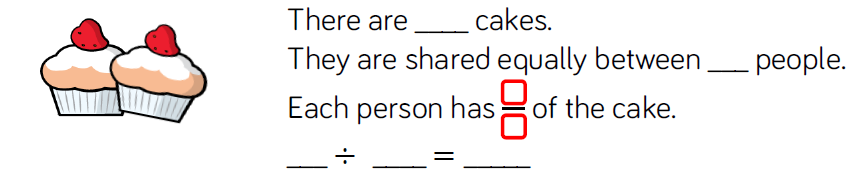 There are ____ cakes.
They are shared equally between ___ people.
Each person has □/□ of the cake.
___ ÷ ____ = _____